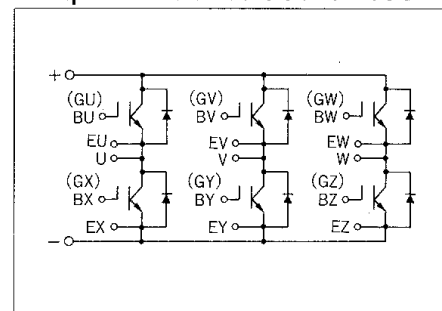 +
(GU) (GV) (GW)
BU BV BW
EU EV EW
U V W
(GX) (GY) (GZ)
BX BY BZ
EX EY EZ
−